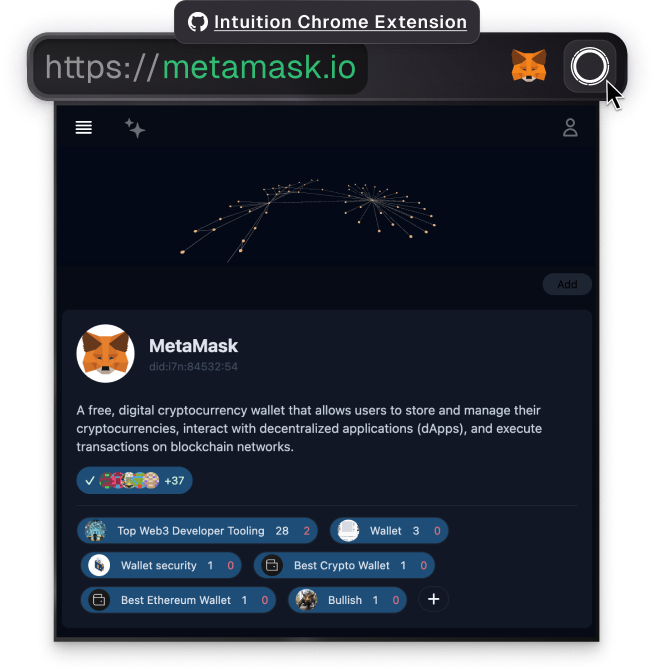 Intuition Chrome Extension
https://metamask.io
Add
MetaMask
did:i7n:84532:54
A free, digital cryptocurrency wallet that allows users to store and manage their
cryptocurrencies, interact with decentralized applications (dApps), and execute
transactions on blockchain networks.
+37
Top Web3 Developer Tooling 28 2 Wallet 3 0
Wallet security 1 0 Best Crypto Wallet 1 0
Best Ethereum Wallet 1 0 Bullish 1 0 +